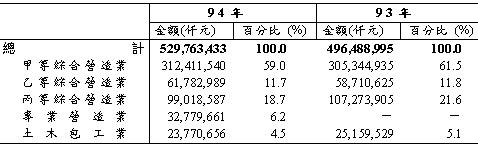 94 年 93 年
金額(仟元) 百分比 (%) 金額(仟元) 百分比 (%)
總計 529,763,433 100.0 496,488,995 100.0
甲等綜合營造業 312,411,540 59.0 305,344,935 61.5
乙等綜合營造業 61,782,989 11.7 58,710,625 11.8
丙等綜合營造業 99,018,587 18.7 107,273,905 21.6
專業營造業 32,779,661 6.2 － －
土木包工業 23,770,656 4.5 25,159,529 5.1